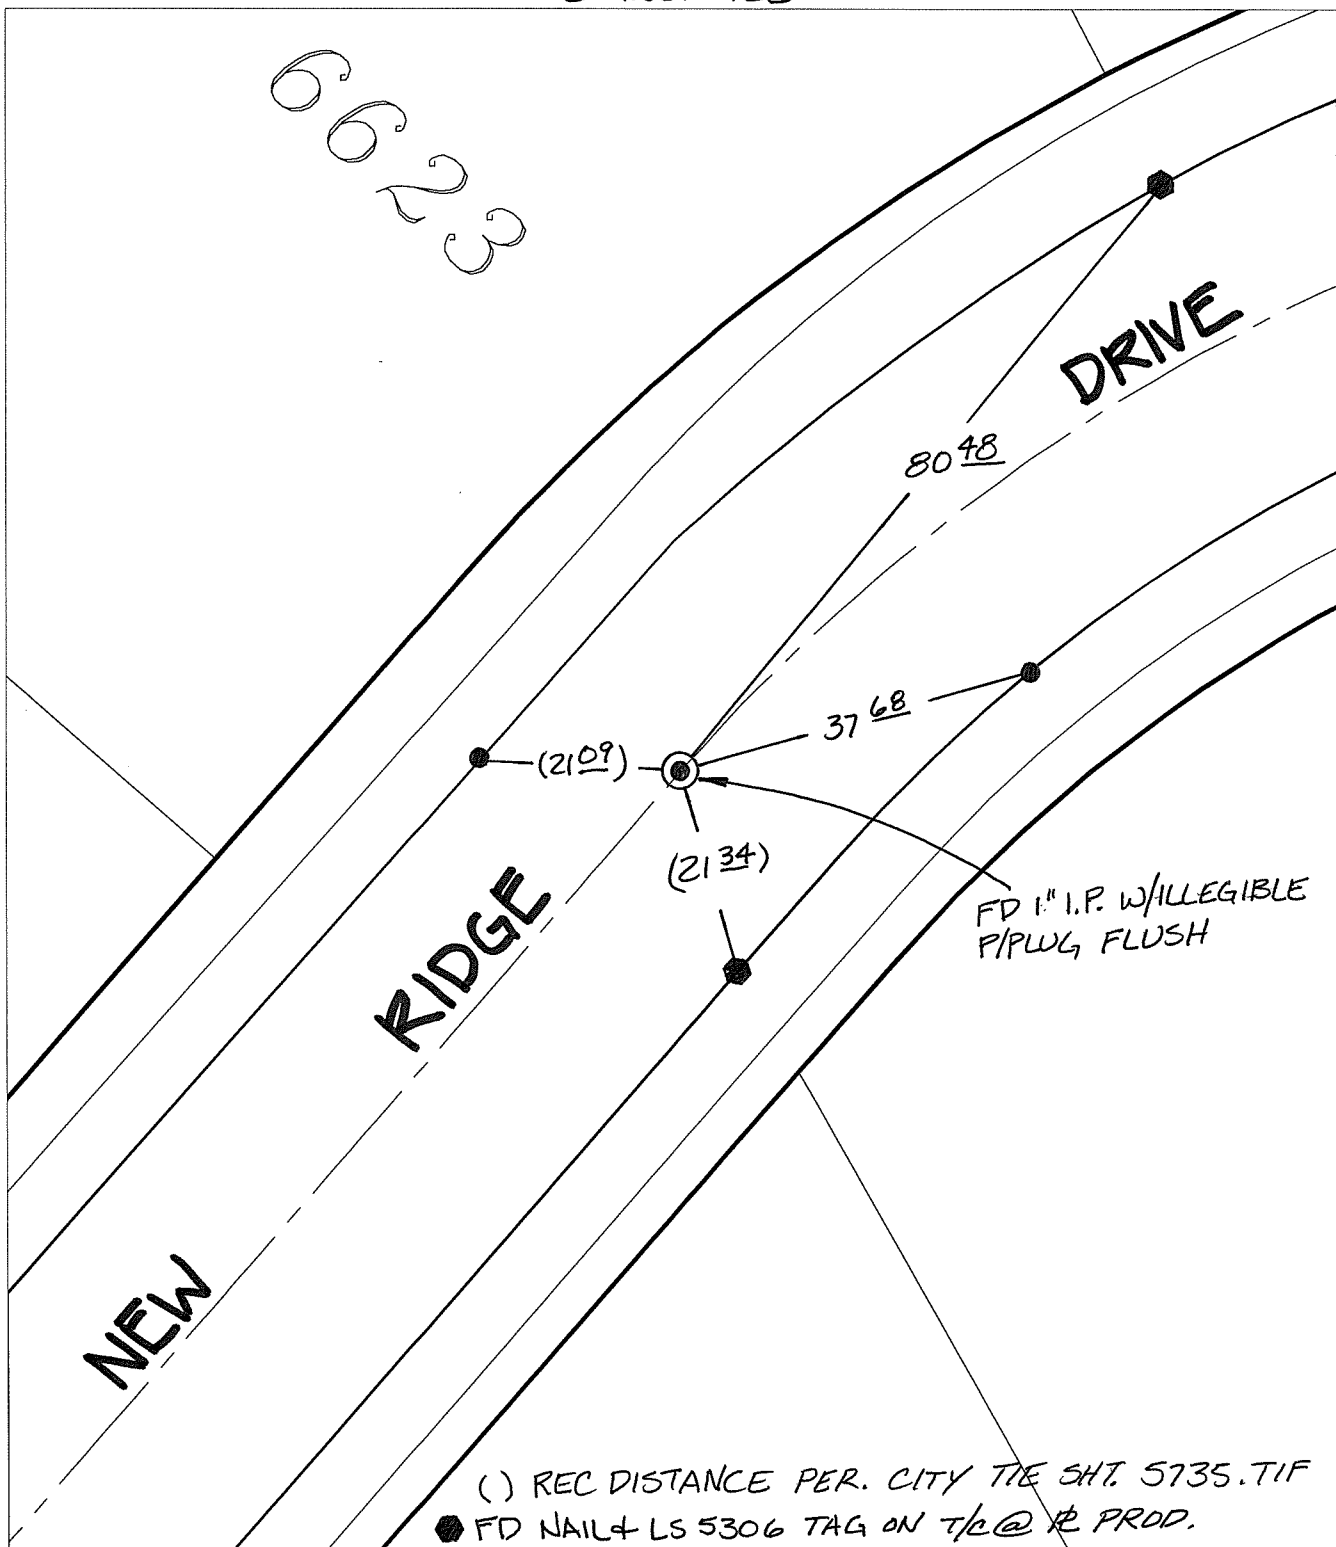 6623
DRIVE
80 48
37 68
(21 09)
(21 34)
RIDGE
FD 1" I.P. W/ILLEGIBLE
P/PLUG FLUSH
NEW
( ) REC DISTANCE PER. CITY TIE SHT. 5735.TIF
FD NAIL & LS 5306 TAG ON T/C @ PL PROD.